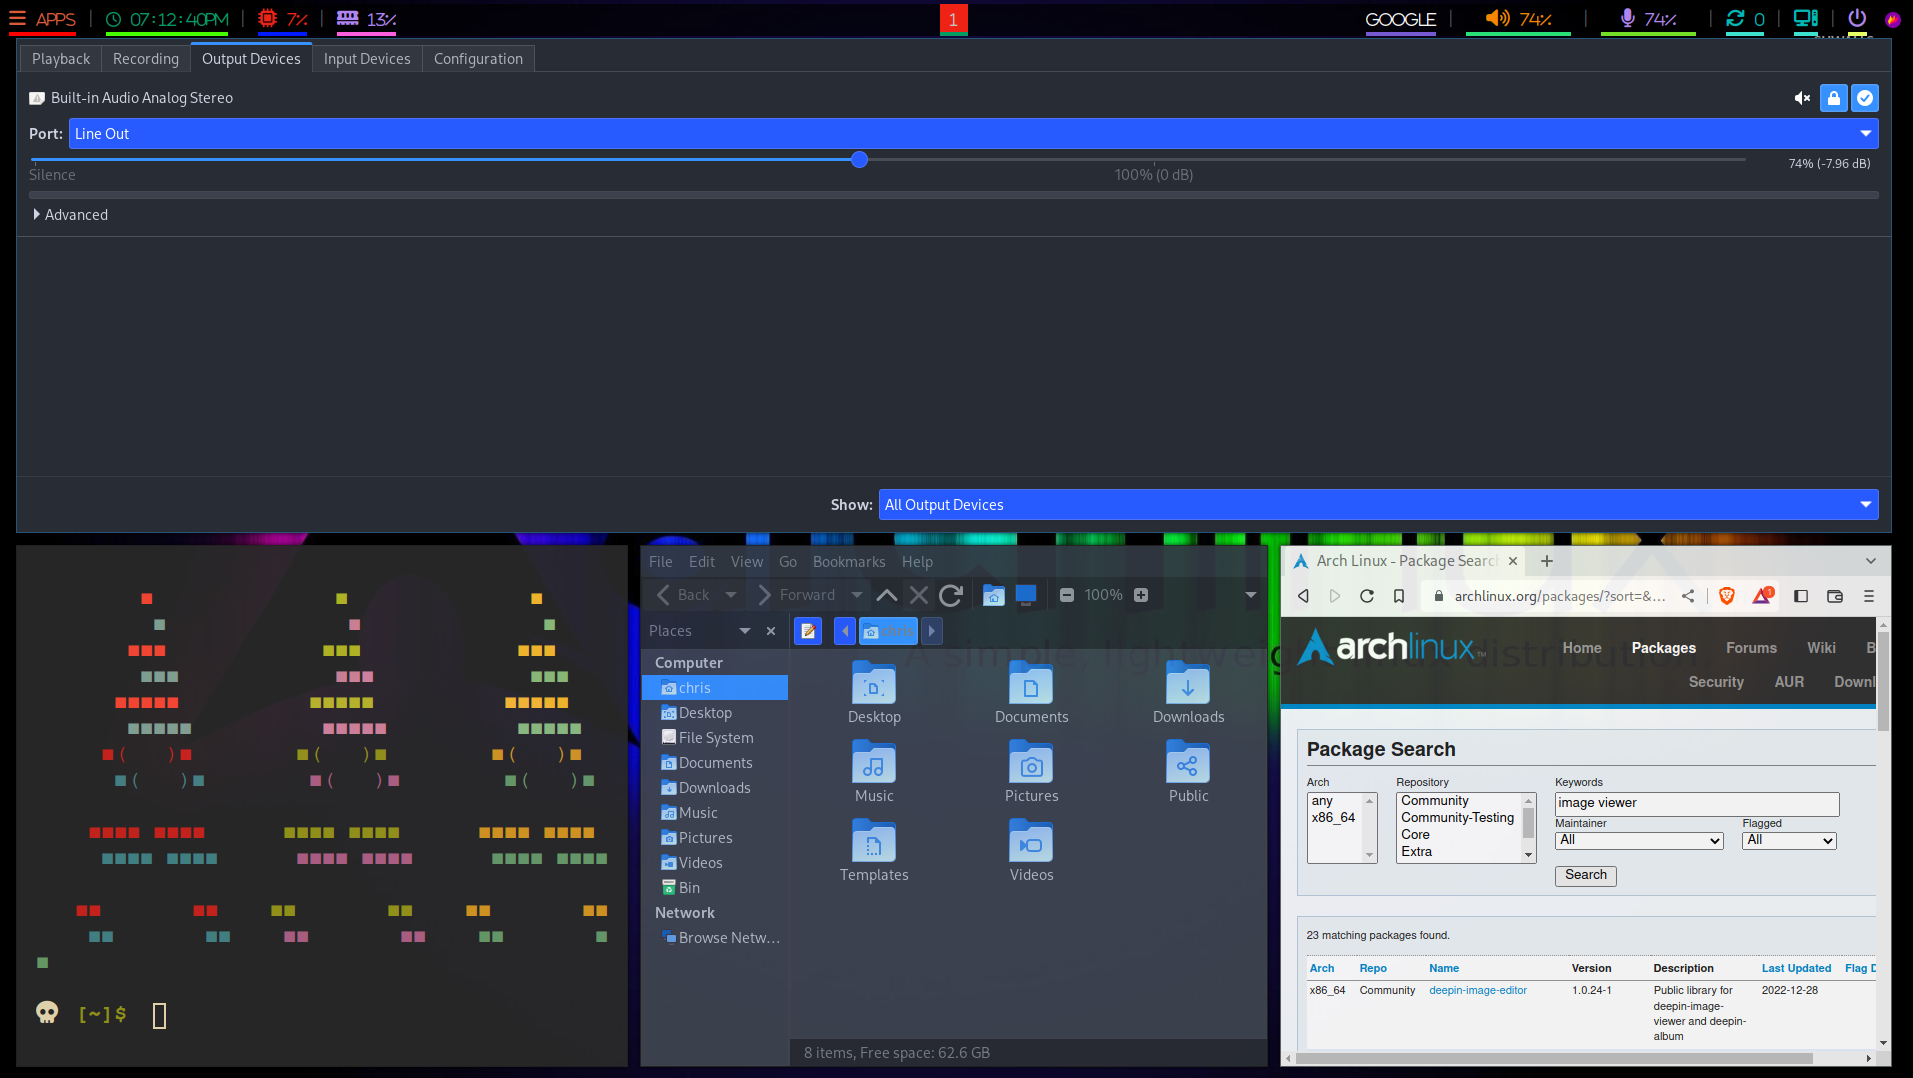 APPS 07:12:40PM 7% 13% 1 GOOGLE 74% 74% 0
Playback Recording Output Devices Input Devices Configuration
Built-in Audio Analog Stereo
Port: Line Out
74% (-7.96 dB)
Silence 100% (0 dB)
Advanced
Show: All Output Devices
[~]$
File Edit View Go Bookmarks Help
Back Forward 100%
Places chris
Computer
chris
Desktop
File System
Documents
Downloads
Music
Pictures
Videos
Bin
Network
Browse Netw...
Desktop Documents Downloads
Music Pictures Public
Templates Videos
8 items, Free space: 62.6 GB
A simple, lightweig distribution
Arch Linux - Package Search
archlinux.org/packages/?sort=&...
1
archlinux™
Home Packages Forums Wiki B
Security AUR Downl
Package Search
Arch Repository Keywords
any
x86_64
Community
Community-Testing
Core
Extra
image viewer
Maintainer Flagged
All All
Search
23 matching packages found.
Arch Repo Name Version Description Last Updated Flag D
x86_64 Community deepin-image-editor 1.0.24-1 Public library for 2022-12-28
deepin-image-
viewer and deepin-
album